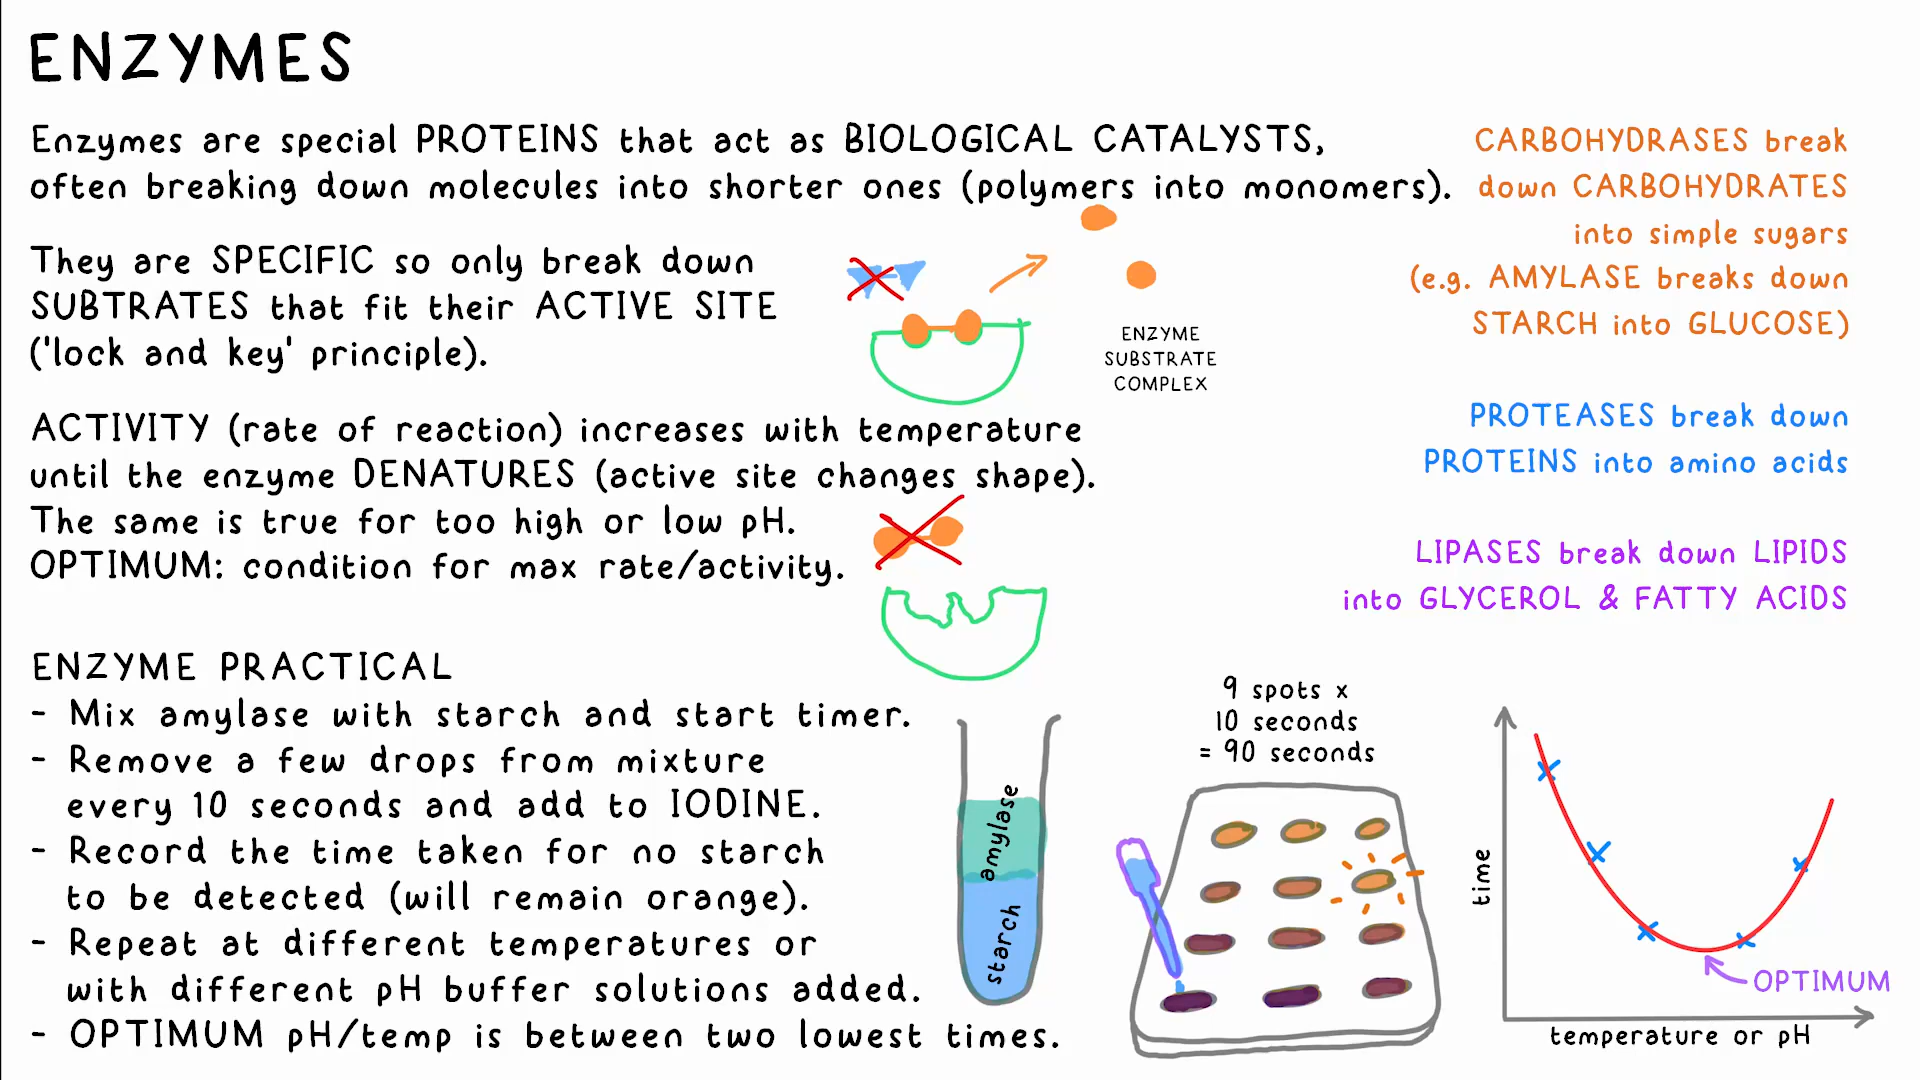 ENZYMES
Enzymes are special PROTEINS that act as BIOLOGICAL CATALYSTS,
often breaking down molecules into shorter ones (polymers into monomers).
They are SPECIFIC so only break down
SUBTRATES that fit their ACTIVE SITE
('lock and key' principle).
ENZYME
SUBSTRATE
COMPLEX
ACTIVITY (rate of reaction) increases with temperature
until the enzyme DENATURES (active site changes shape).
The same is true for too high or low pH.
OPTIMUM: condition for max rate/activity.
CARBOHYDRASES break
down CARBOHYDRATES
into simple sugars
(e.g. AMYLASE breaks down
STARCH into GLUCOSE)
PROTEASES break down
PROTEINS into amino acids
LIPASES break down LIPIDS
into GLYCEROL & FATTY ACIDS
ENZYME PRACTICAL
- Mix amylase with starch and start timer.
- Remove a few drops from mixture
every 10 seconds and add to IODINE.
- Record the time taken for no starch
to be detected (will remain orange).
- Repeat at different temperatures or
with different pH buffer solutions added.
- OPTIMUM pH/temp is between two lowest times.
amylase
starch
9 spots x
10 seconds
= 90 seconds
time
OPTIMUM
temperature or pH